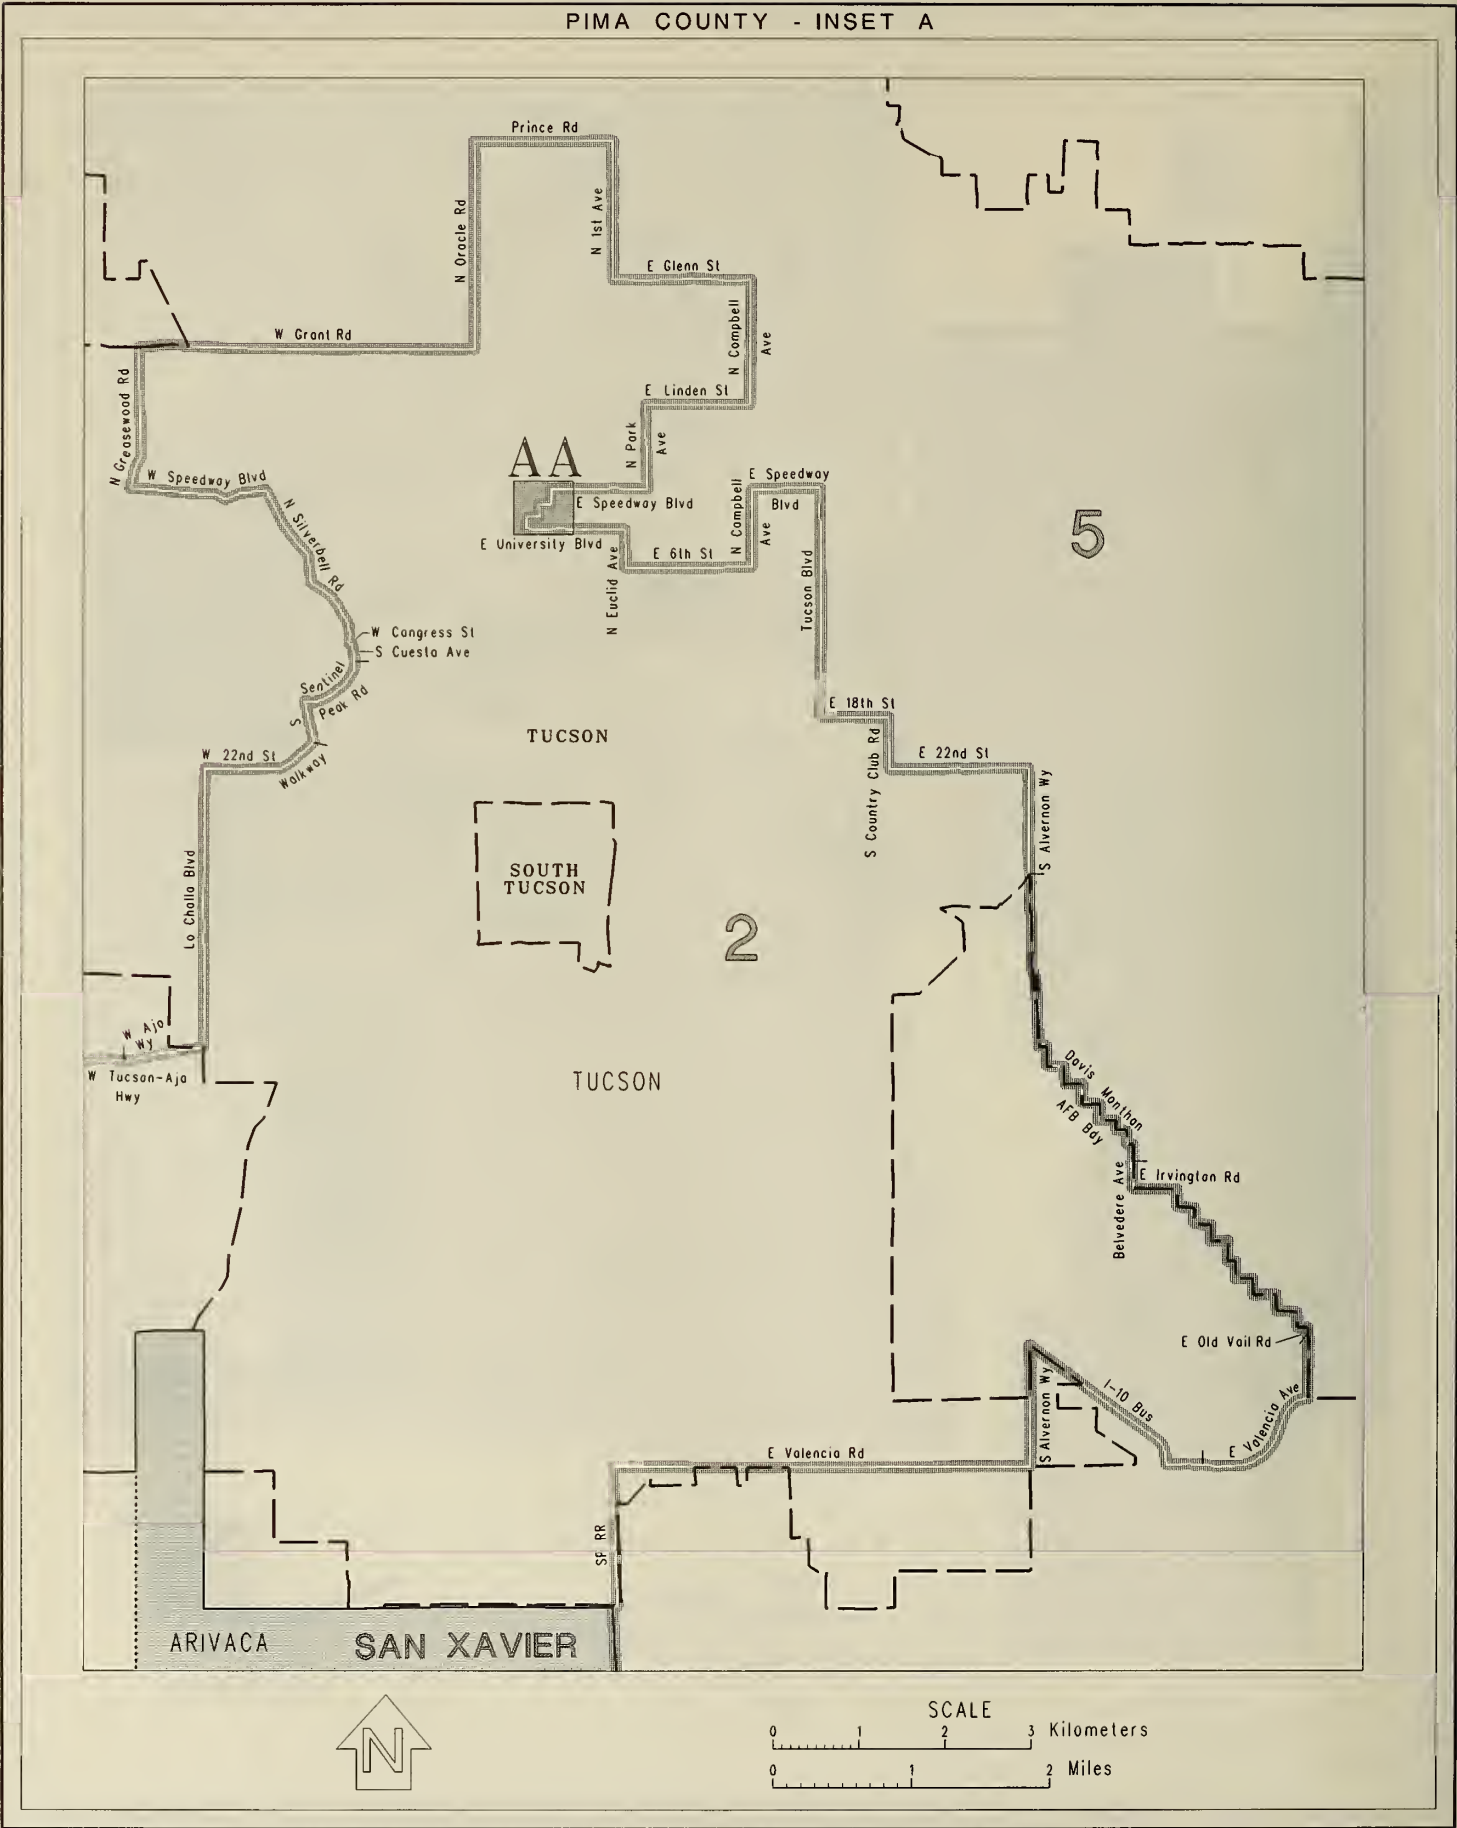 PIMA COUNTY - INSET A
Prince Rd
N Oracle Rd
N 1st Ave
E Glenn St
W Grant Rd
N Campbell
Ave
N Greasewood Rd
E Linden St
N Park
Ave
AA
W Speedway Blvd
E Speedway
Blvd
E Speedway Blvd
N Silverbell Rd
N Campbell
Ave
5
E University Blvd
E 6th St
N Euclid Ave
Tucson Blvd
W Congress St
S Cuesta Ave
S Sentinel
Peak Rd
E 18th St
TUCSON
W 22nd St
Walkway
S Country Club Rd
E 22nd St
S Alvernon Wy
SOUTH
TUCSON
La Cholla Blvd
2
W Ajo
Wy
W Tucson-Ajo
Hwy
TUCSON
Davis Monthan
AFB Bdy
E Irvington Rd
Belvedere Ave
E Old Vail Rd
S Alvernon Wy
I-10 Bus
E Valencia Ave
E Valencia Rd
SP RR
ARIVACA
SAN XAVIER
N
SCALE
0 1 2 3 Kilometers
0 1 2 Miles